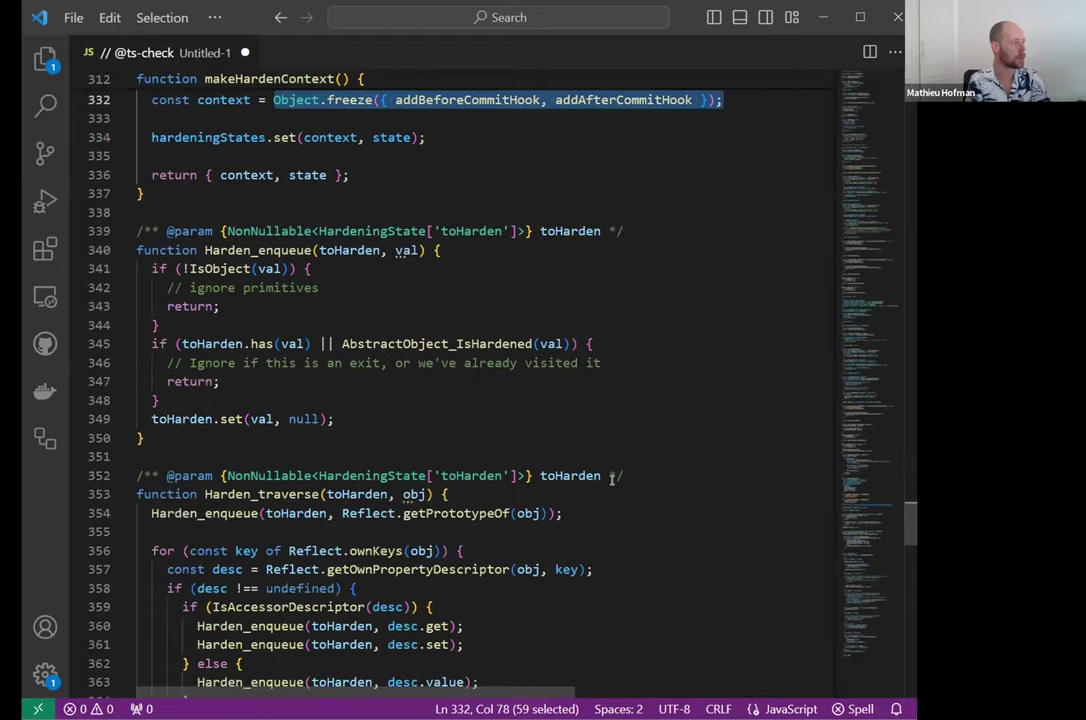 File Edit Selection ··· Search
// @ts-check Untitled-1
JS
312 function makeHardenContext() {
332 const context = Object.freeze({ addBeforeCommitHook, addAfterCommitHook });
333
334 hardeningStates.set(context, state);
335
336 return { context, state };
337 }
338
339 /** @param {NonNullable<HardeningState['toHarden']>} toHarden */
340 function Harden_enqueue(toHarden, val) {
341 if (!IsObject(val)) {
342 // ignore primitives
343 return;
344 }
345 if (toHarden.has(val) || AbstractObject_IsHardened(val)) {
346 // Ignore if this is an exit, or we've already visited it
347 return;
348 }
349 toHarden.set(val, null);
350 }
351
352 /** @param {NonNullable<HardeningState['toHarden']>} toHarden */
353 function Harden_traverse(toHarden, obj) {
354 Harden_enqueue(toHarden, Reflect.getPrototypeOf(obj));
355
356 for (const key of Reflect.ownKeys(obj)) {
357 const desc = Reflect.getOwnPropertyDescriptor(obj, key);
358 if (desc !== undefined) {
359 if (IsAccessorDescriptor(desc)) {
360 Harden_enqueue(toHarden, desc.get);
361 Harden_enqueue(toHarden, desc.set);
362 } else {
363 Harden_enqueue(toHarden, desc.value);
Mathieu Hofman
1
1
0 0 0 Ln 332, Col 78 (59 selected) Spaces: 2 UTF-8 CRLF {} JavaScript Spell